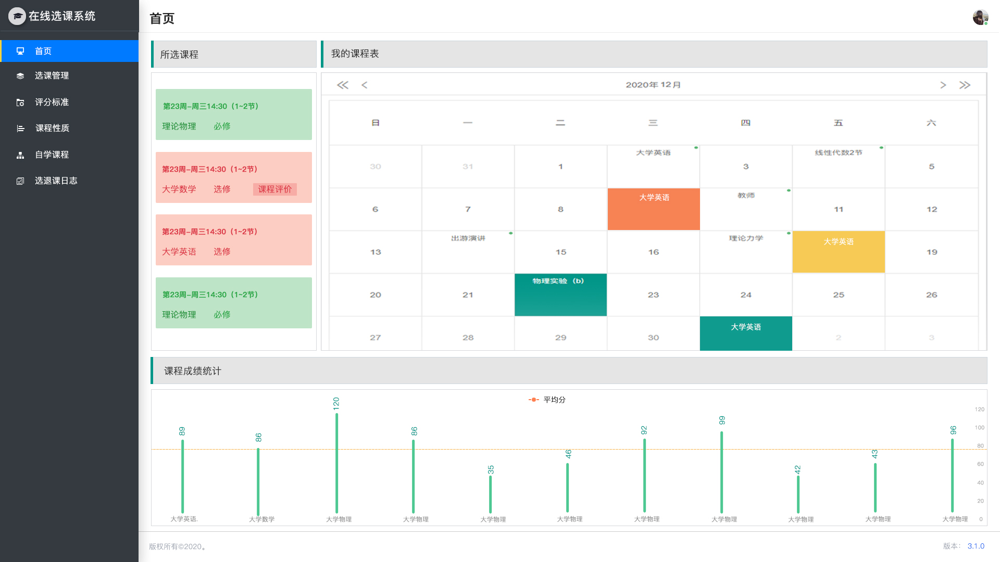 在线选课系统
首页
首页
选课管理
评分标准
课程性质
自学课程
选退课日志
所选课程
第23周-周三14:30（1~2节）
理论物理 必修
第23周-周三14:30（1~2节）
大学数学 选修 课程评价
第23周-周三14:30（1~2节）
大学英语 选修
第23周-周三14:30（1~2节）
理论物理 必修
我的课程表
2020年 12 月
日 一 二 三 四 五 六
30 31 1 大学英语 3 线性代数2节 5
6 7 8 大学英语 教师 11 12
13 出游演讲 15 16 理论力学 大学英语 19
20 21 物理实验（b） 23 24 25 26
27 28 29 30 大学英语 2 3
课程成绩统计
平均分
89 86 120 86 35 46 92 99 42 43 96
120
100
80
60
40
20
0
大学英语. 大学数学 大学物理 大学物理 大学物理 大学物理 大学物理 大学物理 大学物理 大学物理 大学物理
版权所有©2020。
版本： 3.1.0